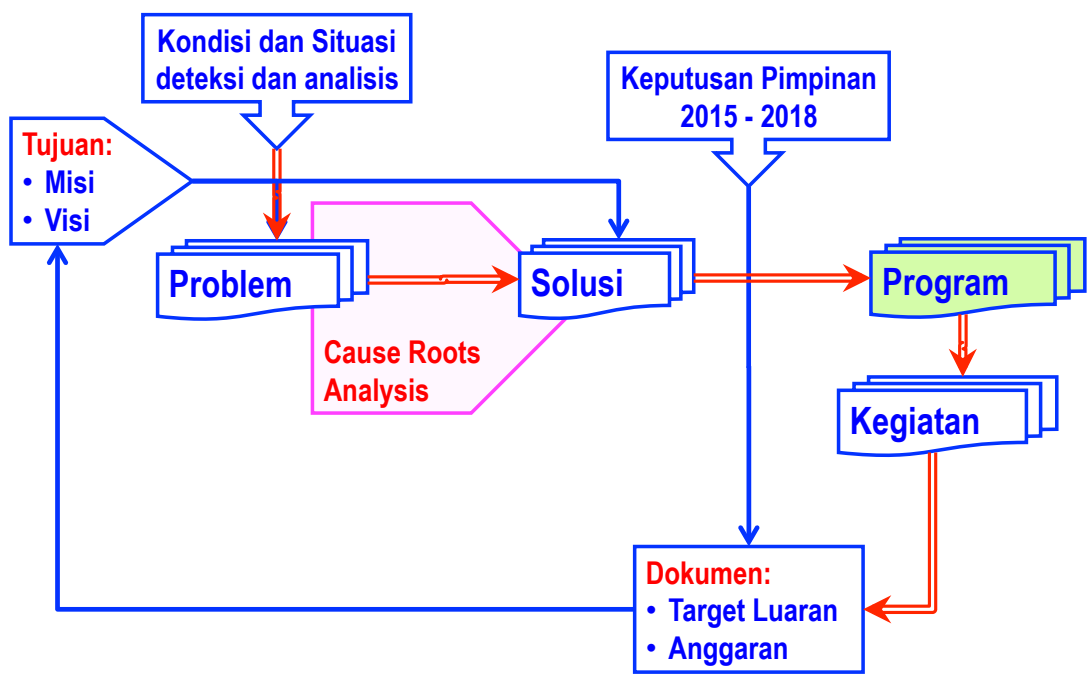 Kondisi dan Situasi
deteksi dan analisis
Keputusan Pimpinan
2015 - 2018
Tujuan:
• Misi
• Visi
Problem
Solusi
Program
Cause Roots
Analysis
Kegiatan
Dokumen:
• Target Luaran
• Anggaran